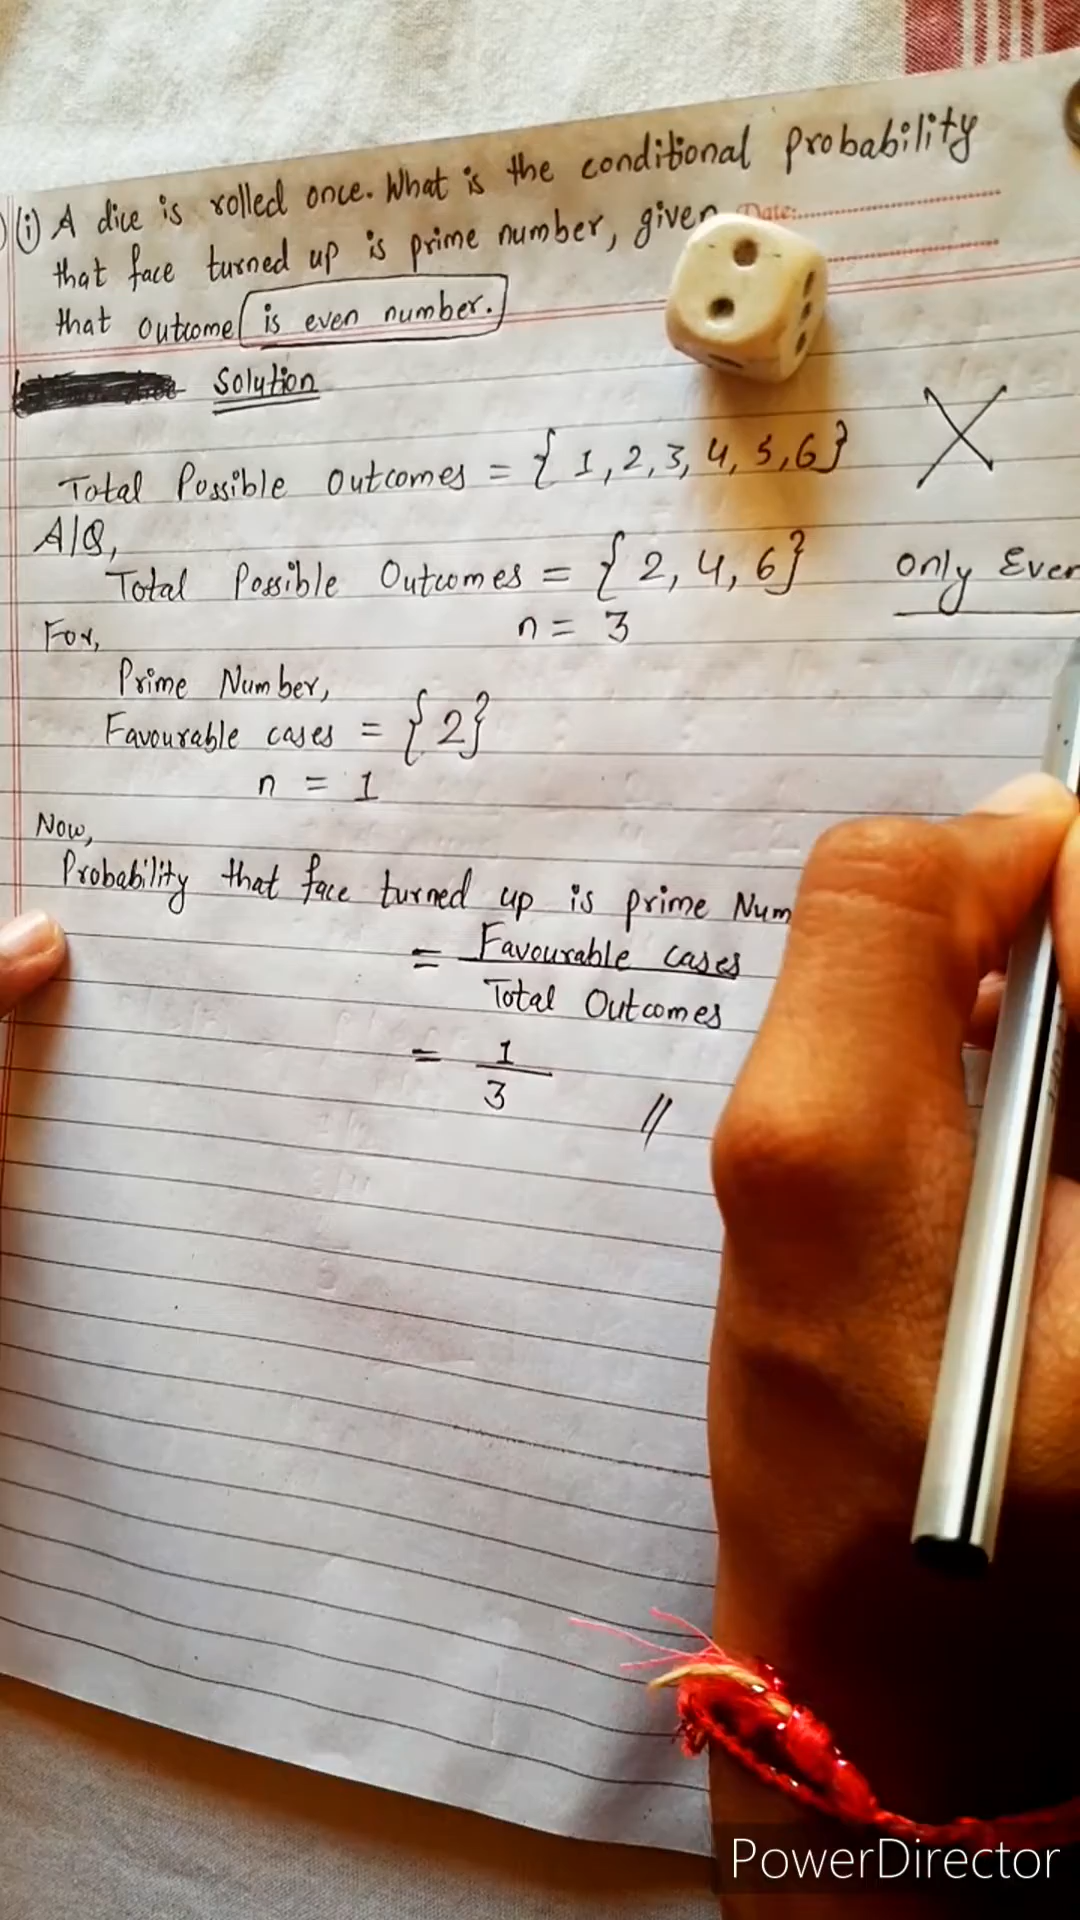 (i) A dice is rolled once. What is the conditional probability
that face turned up is prime number, given
Date:
that outcome is even number.
Solution
Total Possible Outcomes = { 1, 2, 3, 4, 5, 6}
A/Q,
Total Possible Outcomes = { 2, 4, 6} Only Even
n = 3
For,
Prime Number,
Favourable cases = { 2}
n = 1
Now,
Probability that face turned up is prime Num
= Favourable cases
Total Outcomes
= 1
3 //
PowerDirector